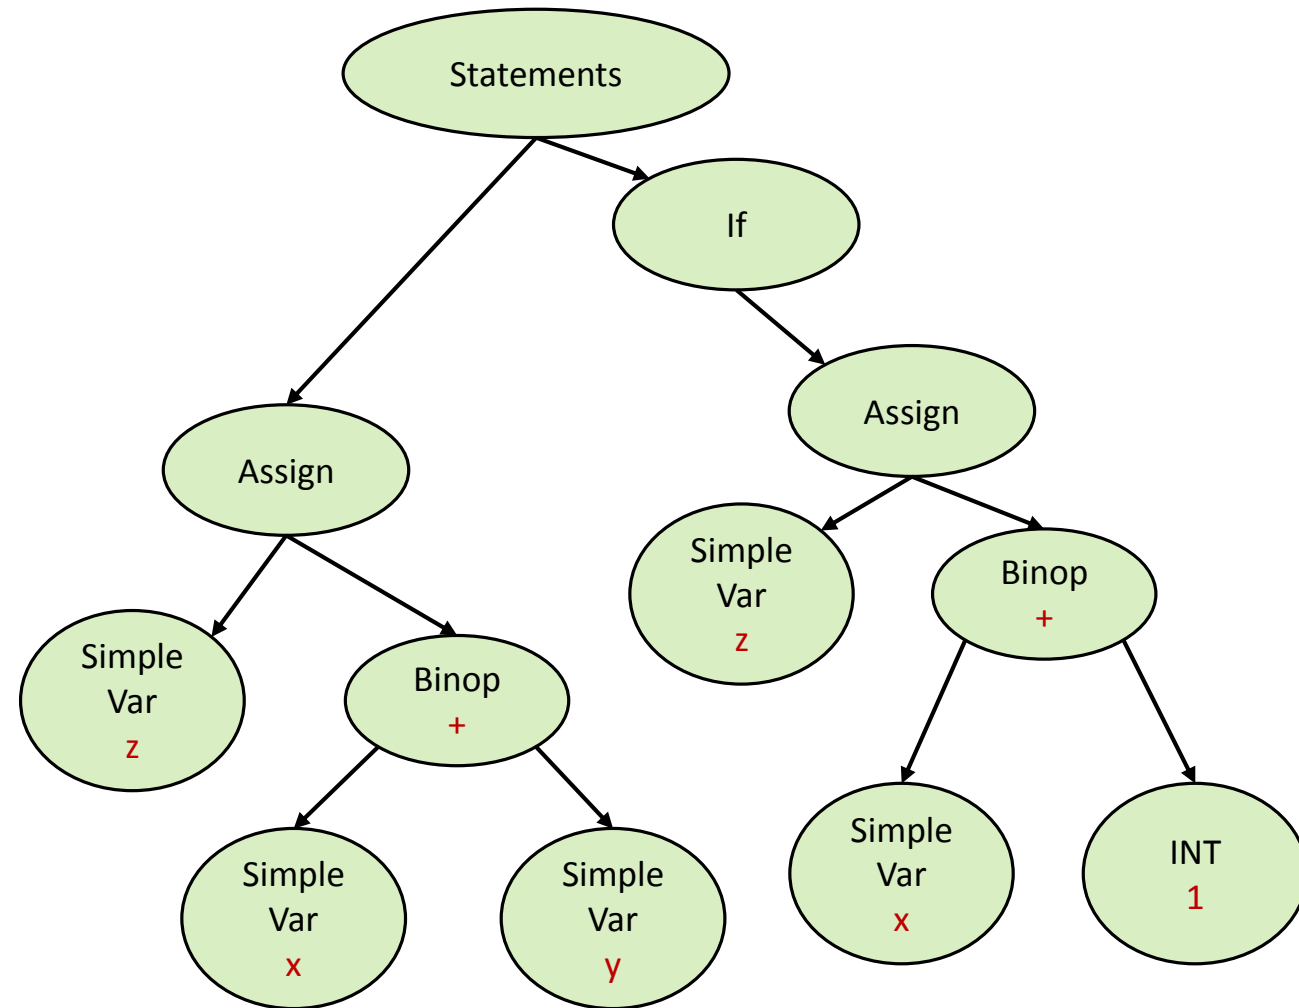 Statements
If
Assign
Assign
Simple
Var
z
Binop
+
Simple
Var
z
Binop
+
Simple
Var
x
Simple
Var
y
Simple
Var
x
INT
1